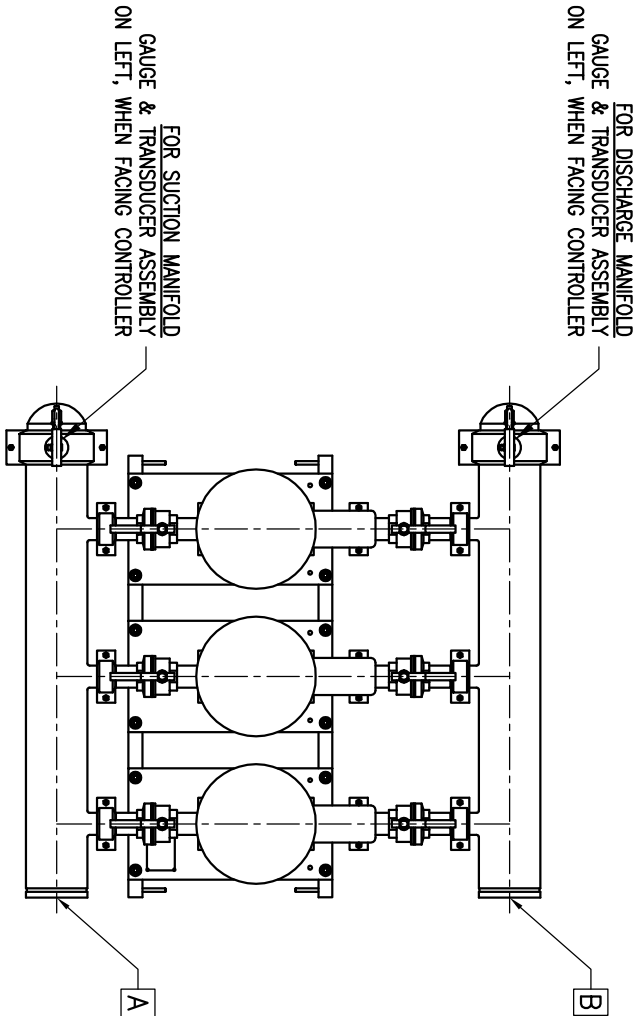 FOR DISCHARGE MANIFOLD
GAUGE & TRANSDUCER ASSEMBLY
ON LEFT, WHEN FACING CONTROLLER
B
FOR SUCTION MANIFOLD
GAUGE & TRANSDUCER ASSEMBLY
ON LEFT, WHEN FACING CONTROLLER
A